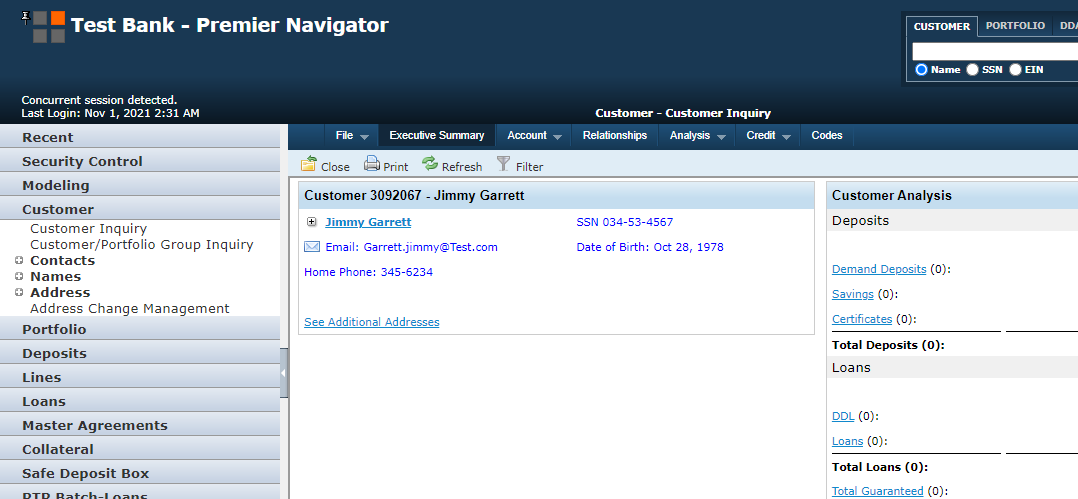 Test Bank - Premier Navigator
CUSTOMER PORTFOLIO
Name SSN EIN
Concurrent session detected.
Last Login: Nov 1, 2021 2:31 AM
Customer - Customer Inquiry
Recent
Security Control
Modeling
Customer
Customer Inquiry
Customer/Portfolio Group Inquiry
Contacts
Names
Address
Address Change Management
Portfolio
Deposits
Lines
Loans
Master Agreements
Collateral
Safe Deposit Box
File Executive Summary Account Relationships Analysis Credit Codes
Close Print Refresh Filter
Customer 3092067 - Jimmy Garrett
Jimmy Garrett SSN 034-53-4567
Email: Garrett.jimmy@Test.com Date of Birth: Oct 28, 1978
Home Phone: 345-6234
See Additional Addresses
Customer Analysis
Deposits
Demand Deposits (0):
Savings (0):
Certificates (0):
Total Deposits (0):
Loans
DDL (0):
Loans (0):
Total Loans (0):
Total Guaranteed (0):